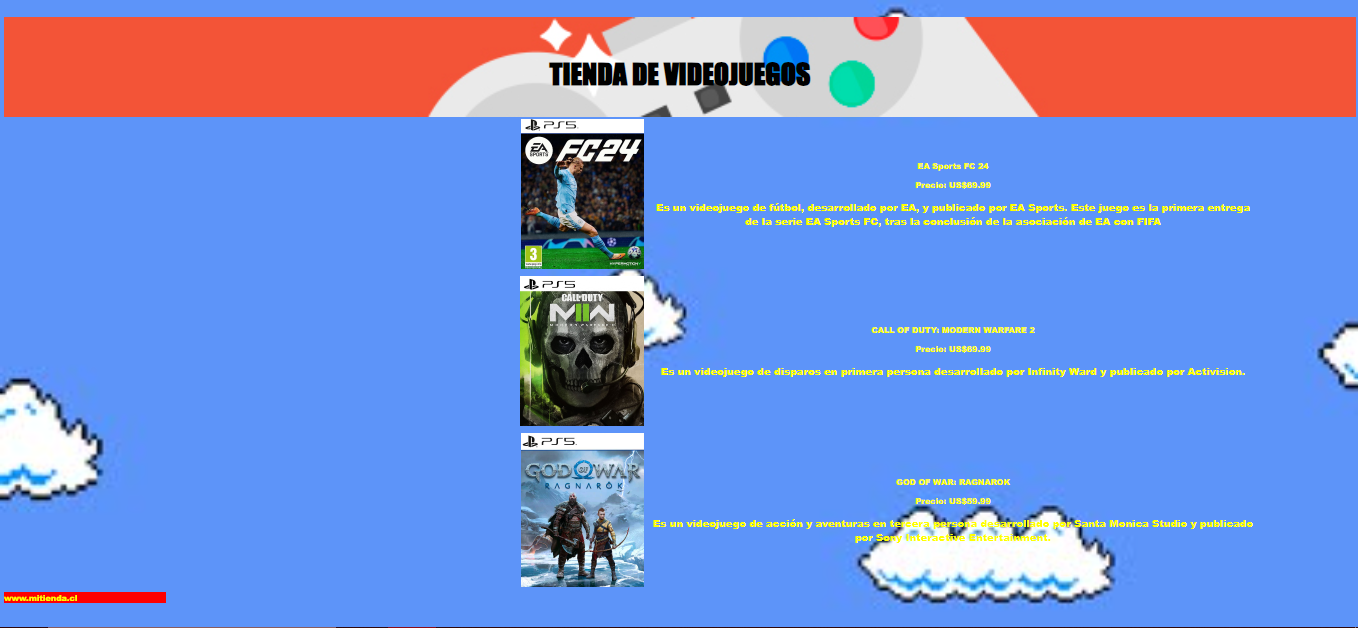 TIENDA DE VIDEOJUEGOS
PS5
EA SPORTS FC24
3
HYPERMOTION
EA Sports FC 24
Precio: US$69.99
Es un videojuego de fútbol, desarrollado por EA, y publicado por EA Sports. Este juego es la primera entrega
de la serie EA Sports FC, tras la conclusión de la asociación de EA con FIFA
PS5
CALL OF DUTY
MWII
MODERN WARFARE II
CALL OF DUTY: MODERN WARFARE 2
Precio: US$69.99
Es un videojuego de disparos en primera persona desarrollado por Infinity Ward y publicado por Activision.
PS5
GOD OF WAR
RAGNARÖK
GOD OF WAR: RAGNAROK
Precio: US$59.99
Es un videojuego de acción y aventuras en tercera persona desarrollado por Santa Monica Studio y publicado
por Sony Interactive Entertainment.
www.mitienda.cl